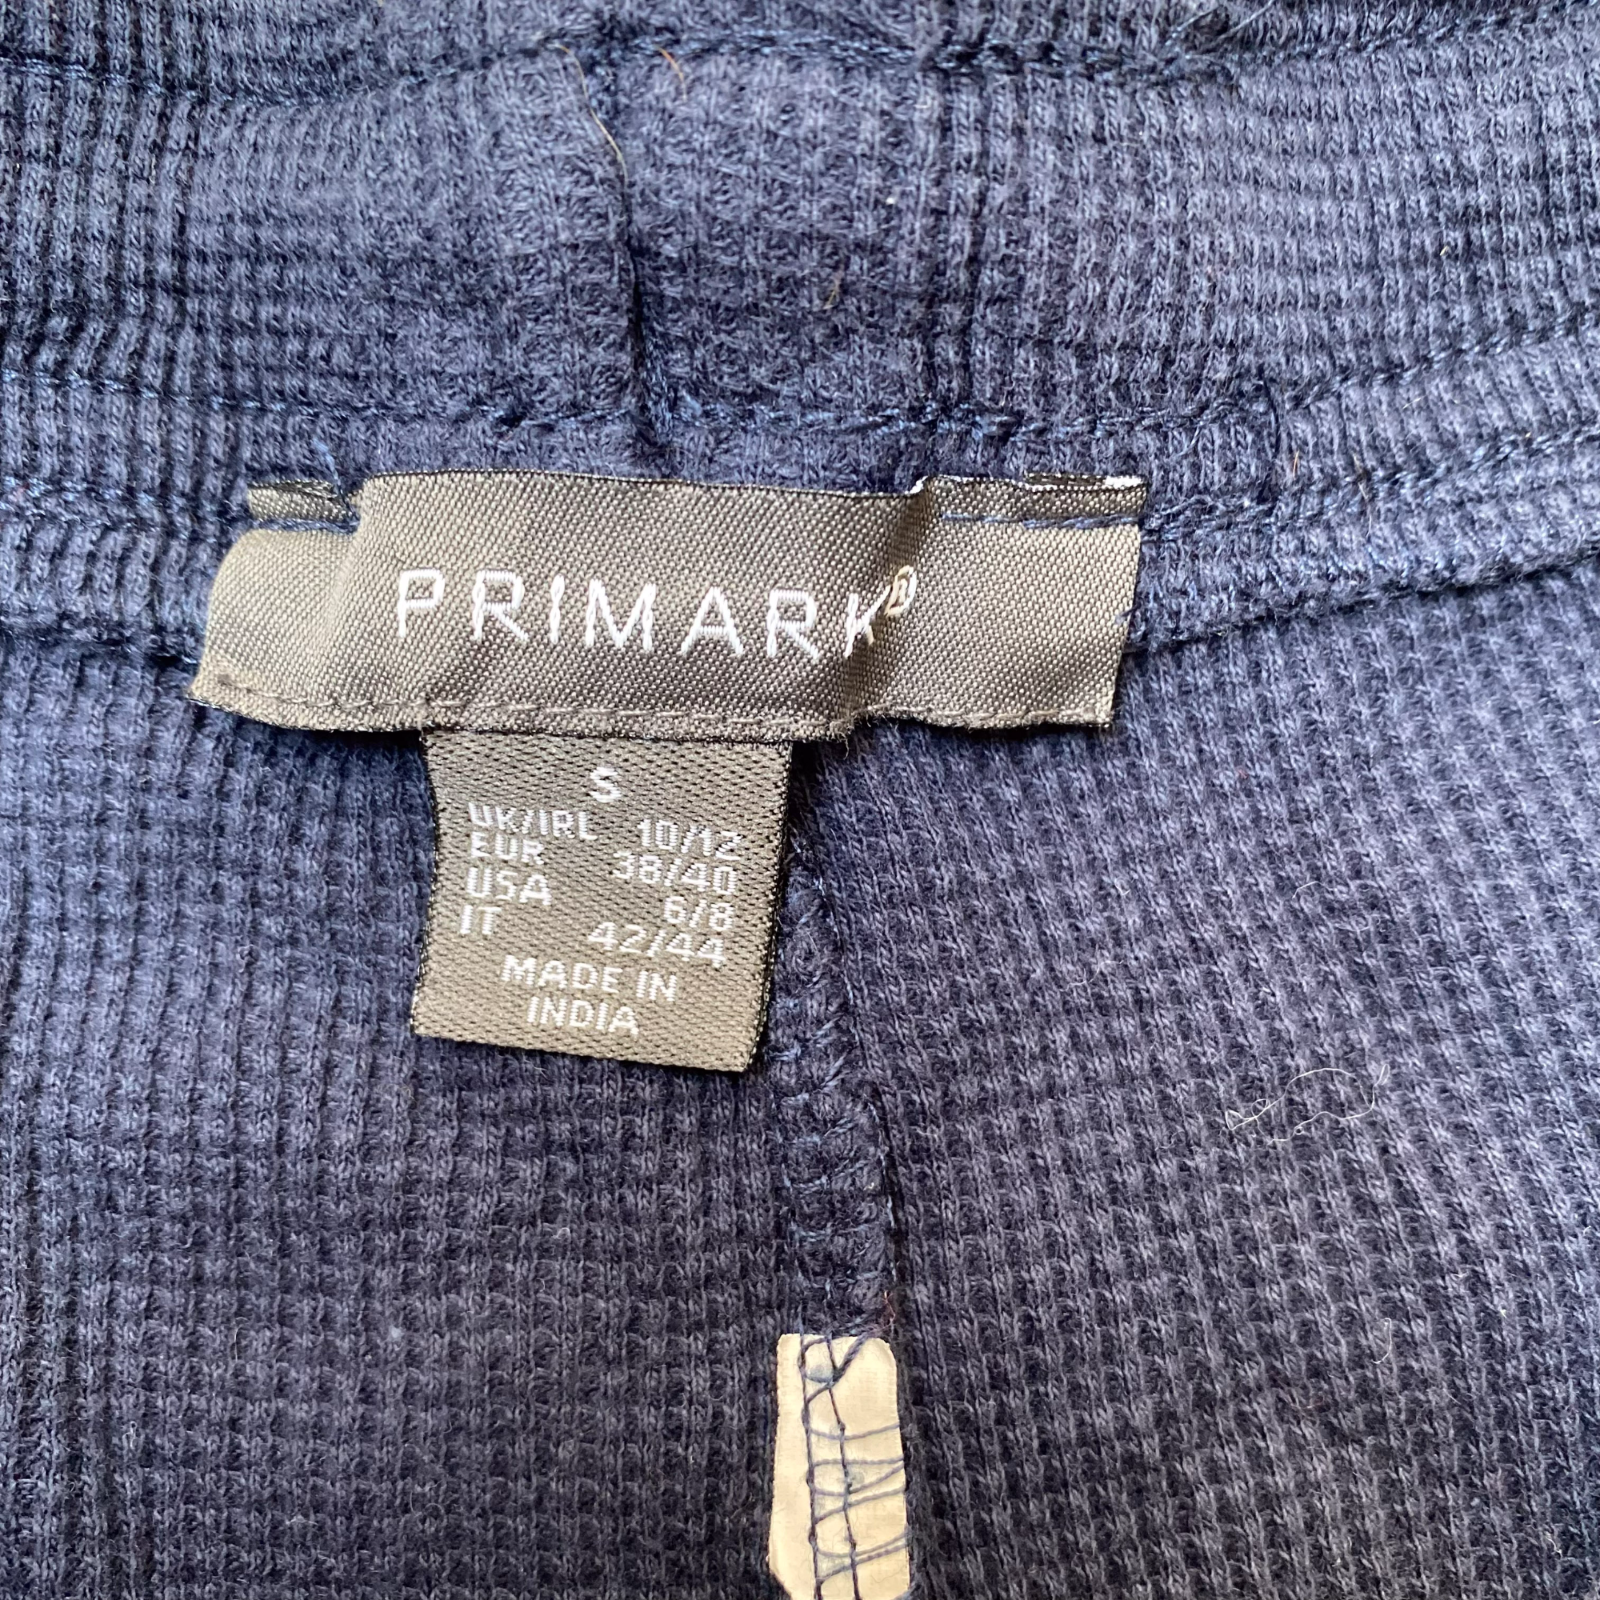 PRIMARK®
S
UK/IRL 10/12
EUR 38/40
USA 6/8
IT 42/44
MADE IN
INDIA